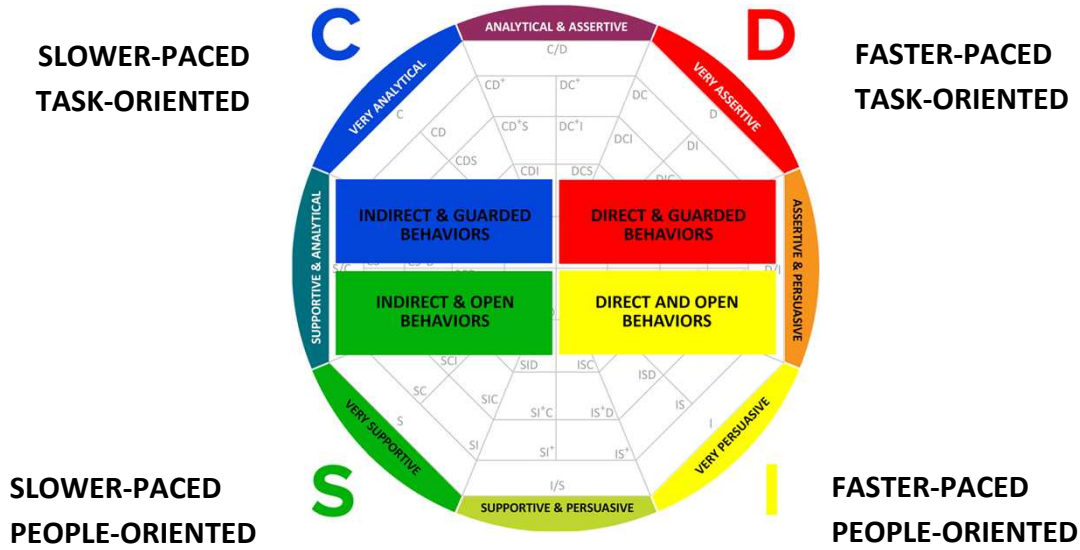 C
ANALYTICAL & ASSERTIVE
D
SLOWER-PACED
TASK-ORIENTED
FASTER-PACED
TASK-ORIENTED
VERY ANALYTICAL
VERY ASSERTIVE
C/D
CD+
DC+
C
DC
D
CD
CD+S
DC+I
DCI
DI
CDS
CDI
DCS
DIC
SUPPORTIVE & ANALYTICAL
INDIRECT & GUARDED
BEHAVIORS
DIRECT & GUARDED
BEHAVIORS
ASSERTIVE & PERSUASIVE
S/C
D/I
INDIRECT & OPEN
BEHAVIORS
DIRECT AND OPEN
BEHAVIORS
SCI
SID
ISC
ISD
SC
SIC
IS
S
SI+C
IS+D
I
SI
SI+
IS+
VERY SUPPORTIVE
VERY PERSUASIVE
I/S
SUPPORTIVE & PERSUASIVE
S
I
SLOWER-PACED
PEOPLE-ORIENTED
FASTER-PACED
PEOPLE-ORIENTED